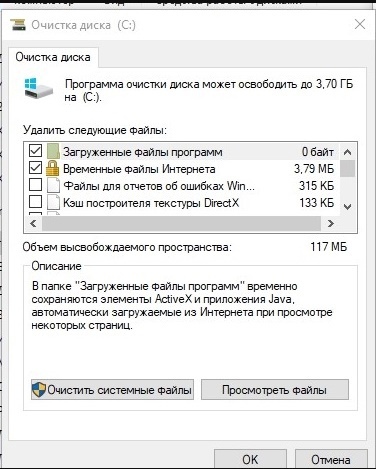 Очистка диска (C:)
Очистка диска
Программа очистки диска может освободить до 3,70 ГБ
на (C:).
Удалить следующие файлы:
Загруженные файлы программ 0 байт
Временные файлы Интернета 3,79 МБ
Файлы для отчетов об ошибках Win... 315 КБ
Кэш построителя текстуры DirectX 133 КБ
Объем высвобождаемого пространства: 117 МБ
Описание
В папке "Загруженные файлы программ" временно
сохраняются элементы ActiveX и приложения Java,
автоматически загружаемые из Интернета при просмотре
некоторых страниц.
Очистить системные файлы
Просмотреть файлы
OK
Отмена